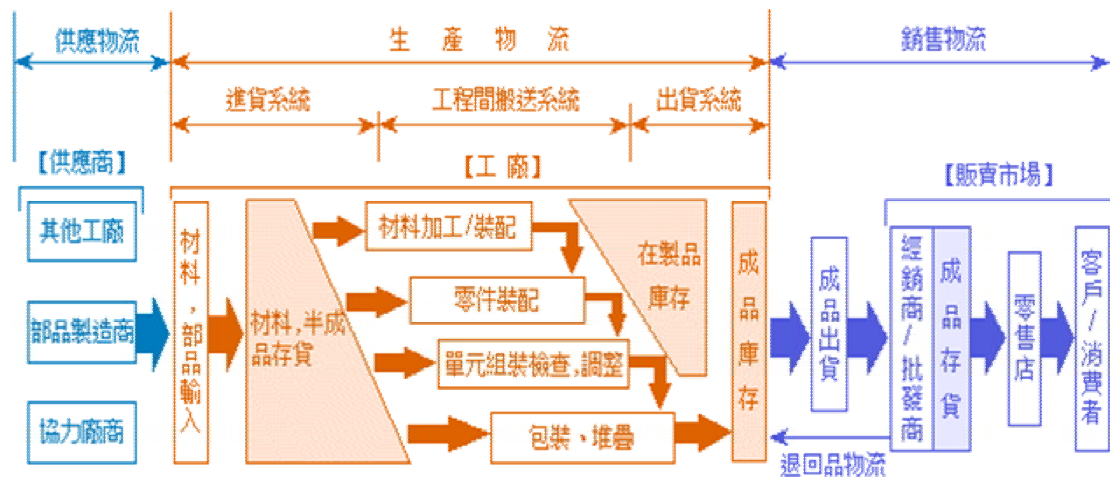 供應物流
生產物流
銷售物流
進貨系統
工程間搬送系統
出貨系統
【供應商】
【工廠】
【販賣市場】
其他工廠
部品製造商
協力廠商
材料，部品輸入
材料，半成
品存貨
材料加工/裝配
零件裝配
單元組裝檢查，調整
包裝、堆疊
在製品
庫存
成品庫存
成品出貨
經銷商/批發商
成品存貨
零售店
客戶/消費者
退回品物流